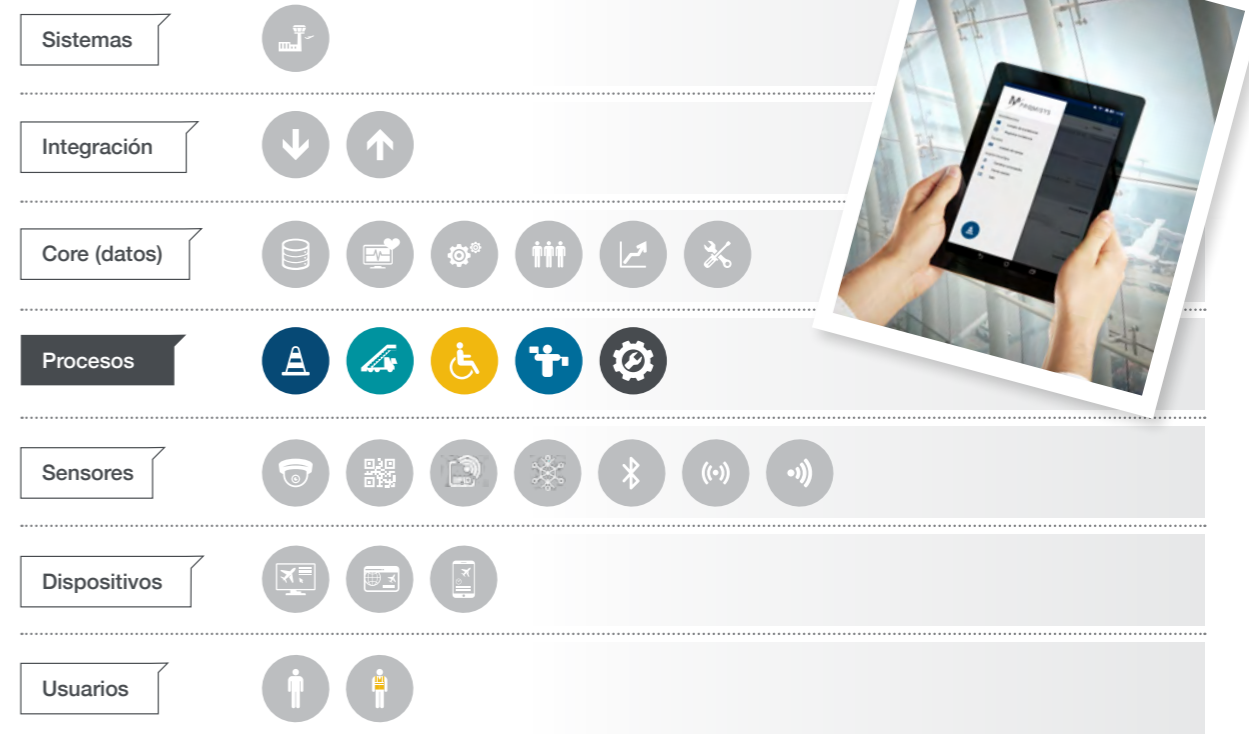 Sistemas
Integración
Core (datos)
Procesos
Sensores
Dispositivos
Usuarios